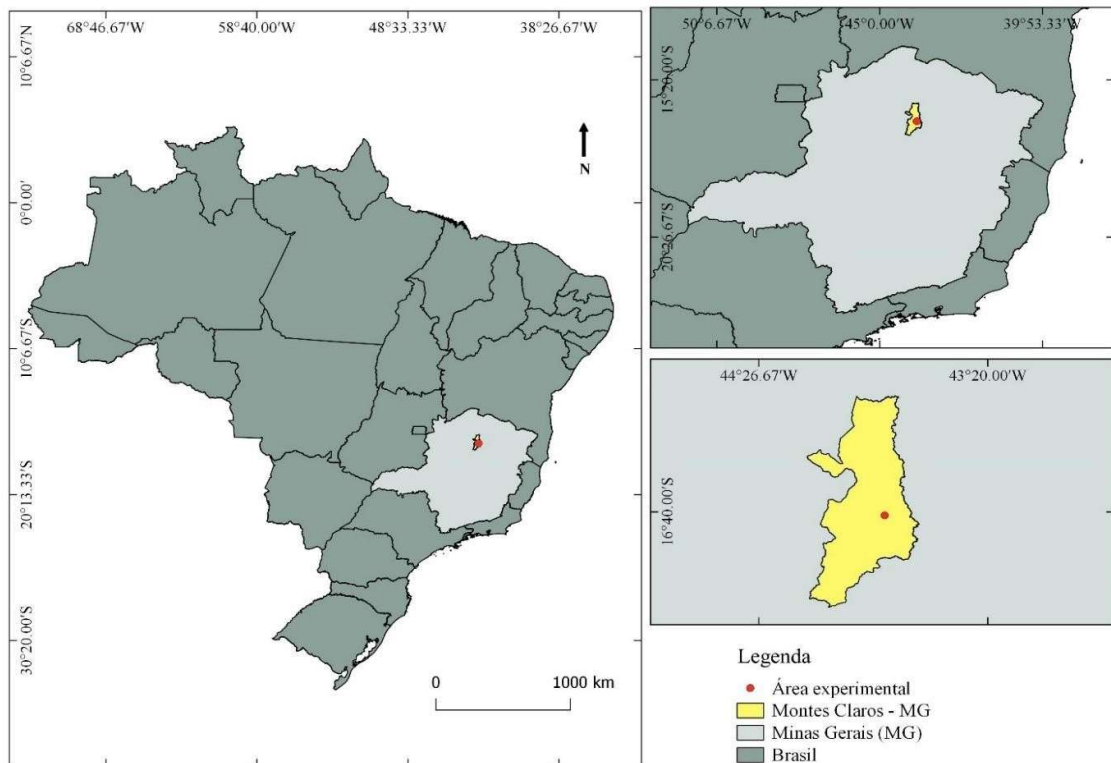 68°46.67'W 58°40.00'W 48°33.33'W 38°26.67'W
10°6.67'N
0°0.00'
10°6.67'S
20°13.33'S
30°20.00'S
N
0 1000 km
50°6.67'W 45°0.00'W 39°53.33'W
15°20.00'S
20°26.67'S
44°26.67'W 43°20.00'W
16°40.00'S
Legenda
Área experimental
Montes Claros - MG
Minas Gerais (MG)
Brasil